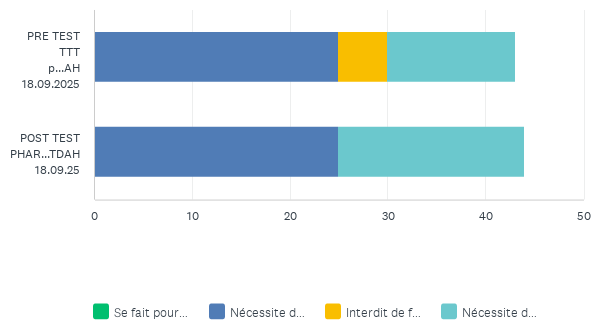 PRE TEST
TTT
p...AH
18.09.2025
POST TEST
PHAR...TDAH
18.09.25
0 10 20 30 40 50
Se fait pour... Nécessite d... Interdit de f... Nécessite d...